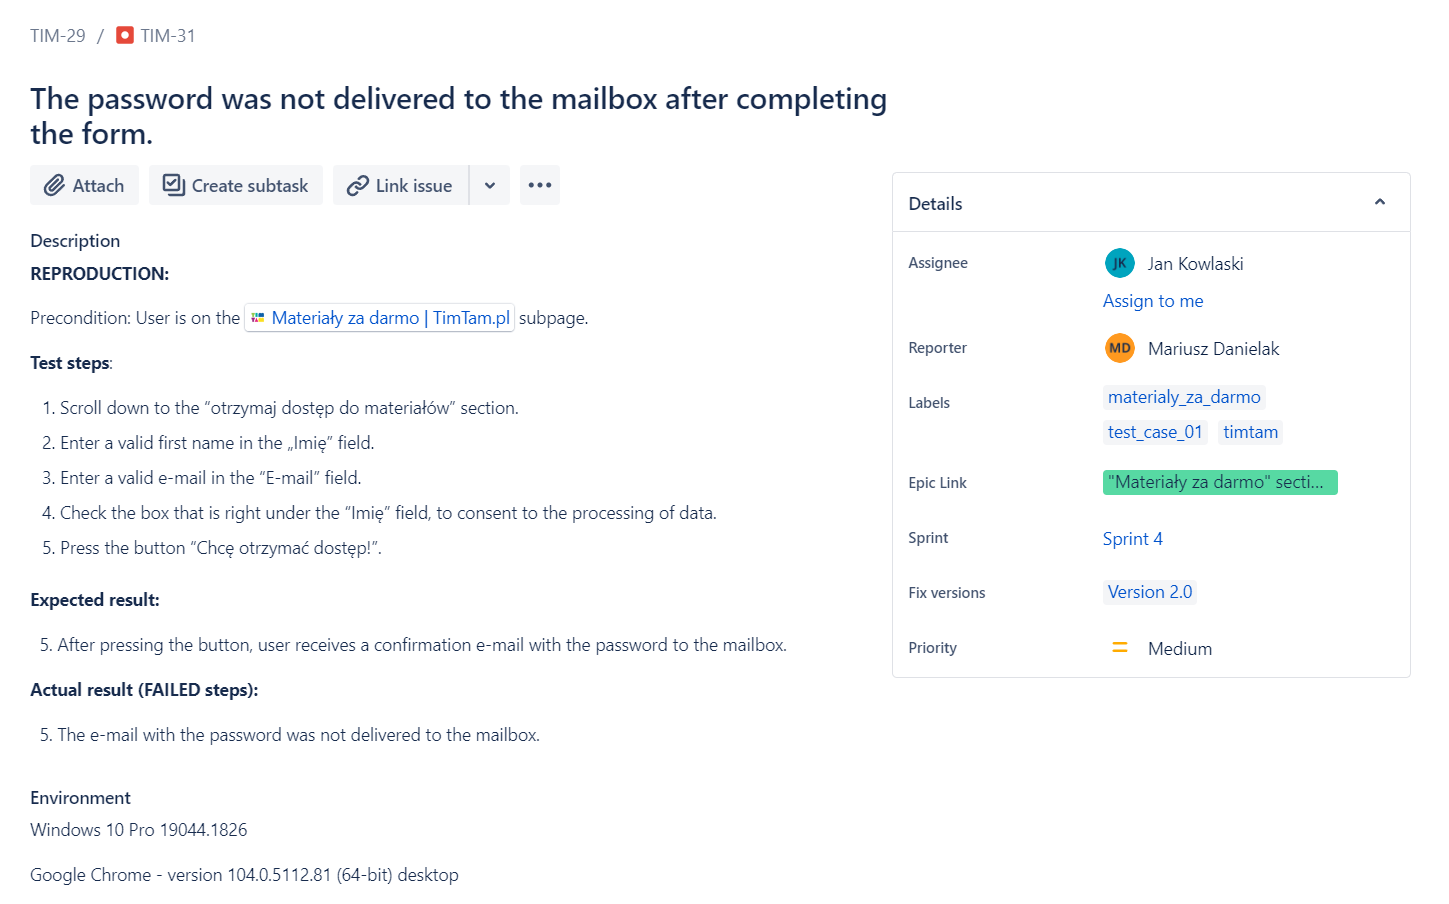 TIM-29 / TIM-31
The password was not delivered to the mailbox after completing
the form.
Attach
Create subtask
Link issue
Description
REPRODUCTION:
Precondition: User is on the Materiały za darmo | TimTam.pl subpage.
Test steps:
1. Scroll down to the “otrzymaj dostęp do materiałów” section.
2. Enter a valid first name in the „Imię” field.
3. Enter a valid e-mail in the “E-mail” field.
4. Check the box that is right under the “Imię” field, to consent to the processing of data.
5. Press the button “Chcę otrzymać dostęp!”.
Expected result:
5. After pressing the button, user receives a confirmation e-mail with the password to the mailbox.
Actual result (FAILED steps):
5. The e-mail with the password was not delivered to the mailbox.
Environment
Windows 10 Pro 19044.1826
Google Chrome - version 104.0.5112.81 (64-bit) desktop
Details
Assignee
JK Jan Kowlaski
Assign to me
Reporter
MD Mariusz Danielak
Labels
materialy_za_darmo
test_case_01 timtam
Epic Link
"Materiały za darmo" secti...
Sprint
Sprint 4
Fix versions
Version 2.0
Priority
Medium